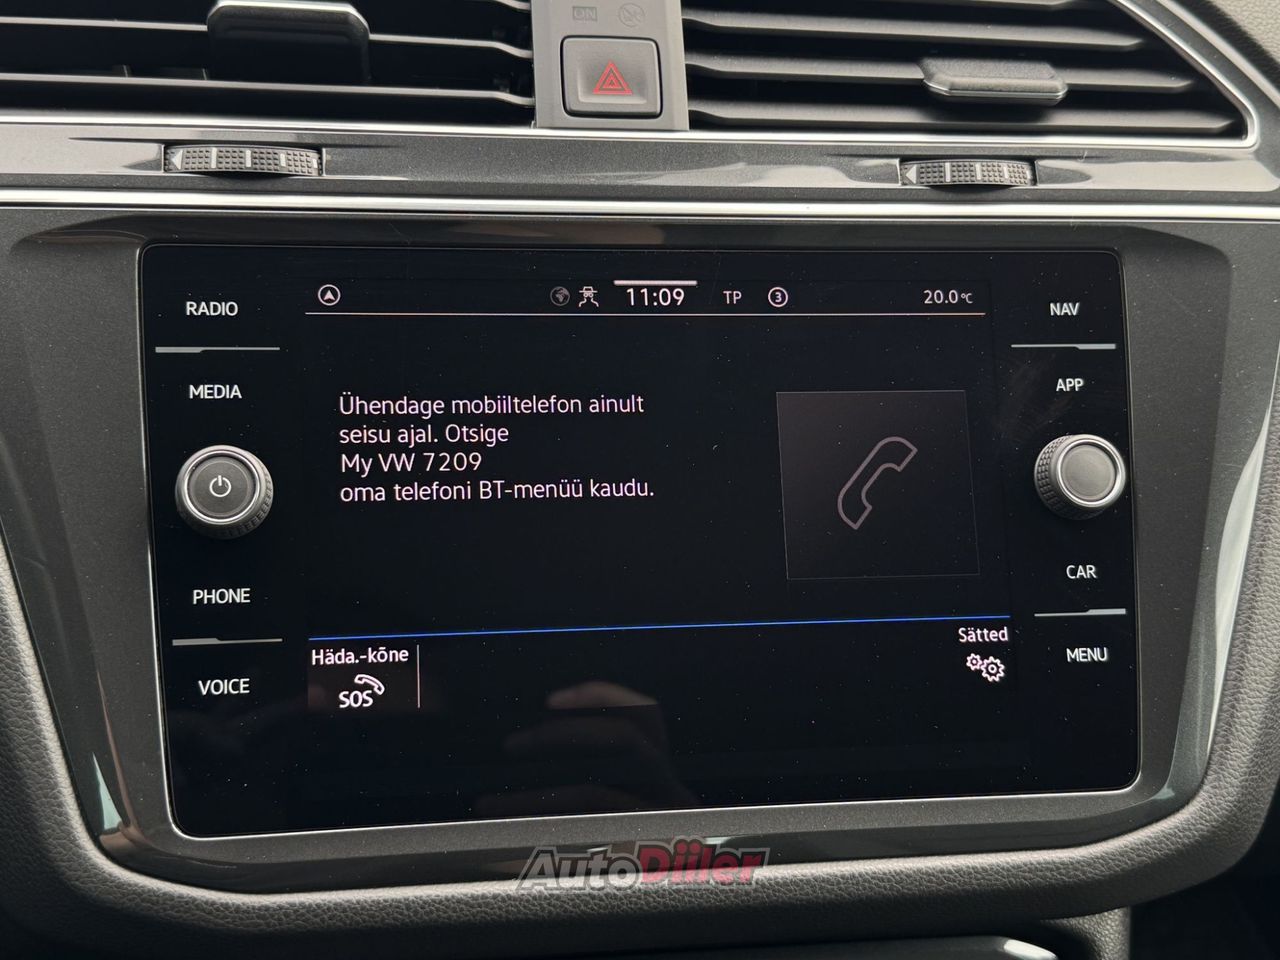 ON
RADIO
MEDIA
PHONE
VOICE
11:09
TP
3
20.0°C
Ühendage mobiiltelefon ainult
seisu ajal. Otsige
My VW 7209
oma telefoni BT-menüü kaudu.
Häda.-kõne
SOS
Sätted
NAV
APP
CAR
MENU
AutoDiiler